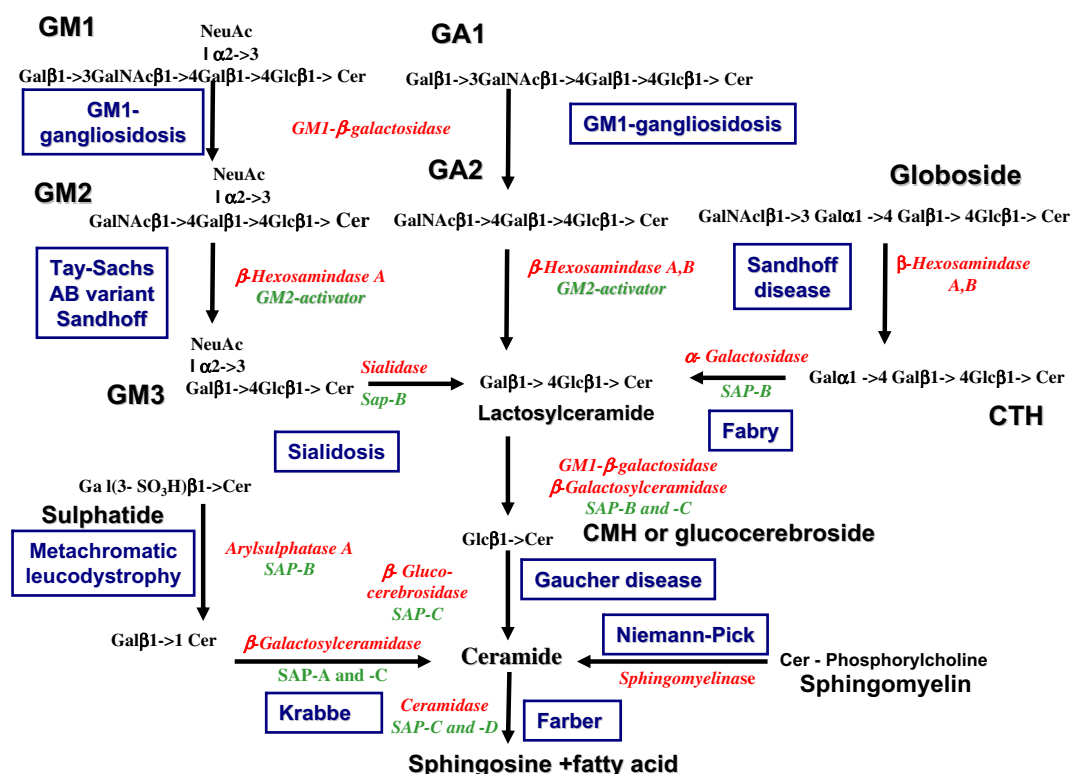 GM1
NeuAc
| α2->3
Galβ1->3GalNAcβ1->4Galβ1->4Glcβ1-> Cer
GA1
Galβ1->3GalNAcβ1->4Galβ1->4Glcβ1-> Cer
GM1-
gangliosidosis
GM1-β-galactosidase
GM1-gangliosidosis
GM2
NeuAc
| α2->3
GalNAcβ1->4Galβ1->4Glcβ1-> Cer
GA2
GalNAcβ1->4Galβ1->4Glcβ1-> Cer
Globoside
GalNAclβ1->3 Galα1 ->4 Galβ1-> 4Glcβ1-> Cer
Tay-Sachs
AB variant
Sandhoff
β-Hexosamindase A
GM2-activator
β-Hexosamindase A,B
GM2-activator
Sandhoff
disease
β-Hexosamindase
A,B
NeuAc
| α2->3
GM3
Galβ1->4Glcβ1-> Cer
Sialidase
Sap-B
Galβ1-> 4Glcβ1-> Cer
Lactosylceramide
α- Galactosidase
SAP-B
Galα1 ->4 Galβ1-> 4Glcβ1-> Cer
CTH
Sialidosis
Fabry
Ga l(3- SO₃H)β1->Cer
Sulphatide
GM1-β-galactosidase
β-Galactosylceramidase
SAP-B and -C
Metachromatic
leucodystrophy
Arylsulphatase A
SAP-B
Glcβ1->Cer
CMH or glucocerebroside
β- Gluco-
cerebrosidase
SAP-C
Gaucher disease
Galβ1->1 Cer
β-Galactosylceramidase
SAP-A and -C
Ceramide
Niemann-Pick
Sphingomyelinase
Cer - Phosphorylcholine
Sphingomyelin
Krabbe
Ceramidase
SAP-C and -D
Farber
Sphingosine +fatty acid